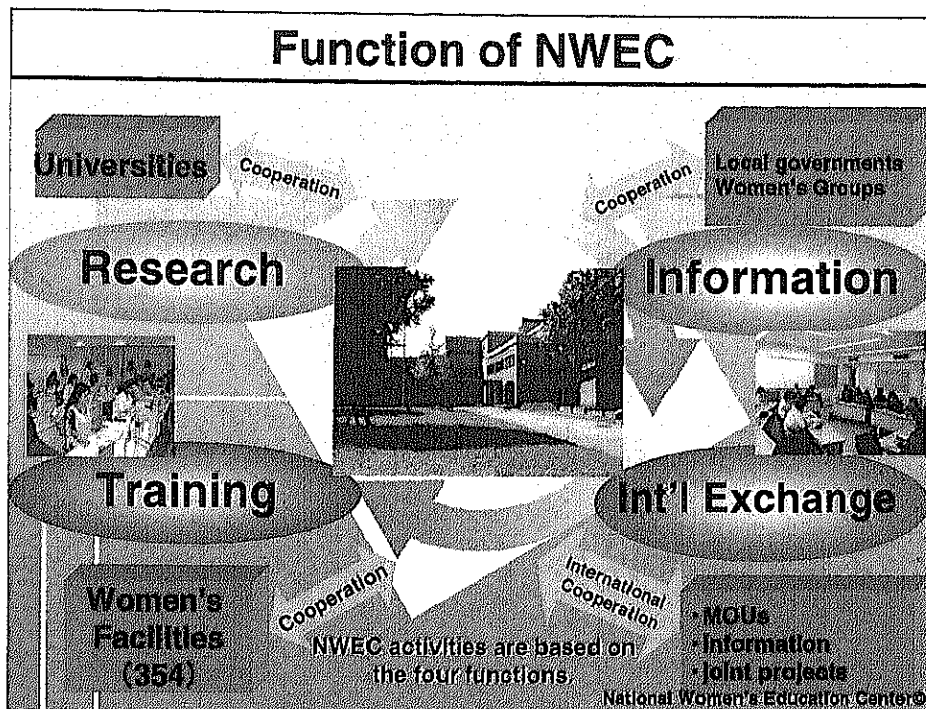 Function of NWEC
Universities
Cooperation
Cooperation
Local governments
Women's Groups
Research
Information
Training
Int'l Exchange
Women's
Facilities
(354)
Cooperation
International
Cooperation
・MOUs
・Information
・Joint projects
NWEC activities are based on
the four functions.
National Women's Education Center©